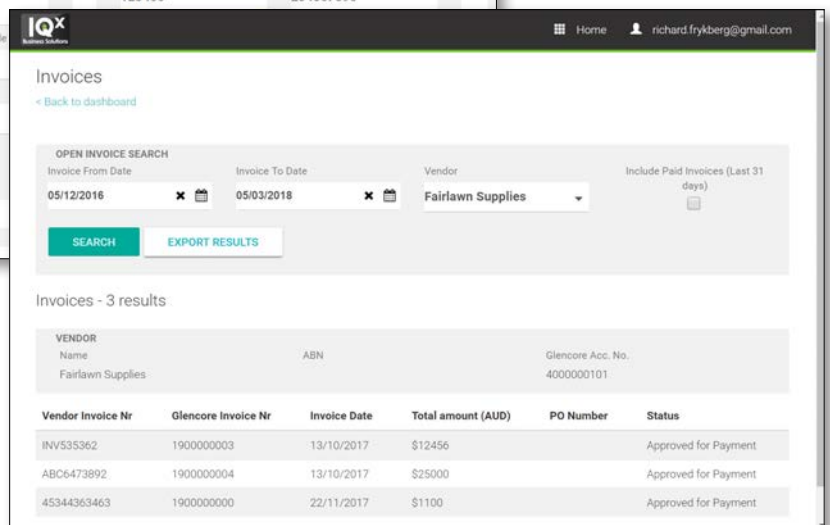 IQx
Business Solutions
Home richard.frykberg@gmail.com
Invoices
< Back to dashboard
OPEN INVOICE SEARCH
Invoice From Date Invoice To Date Vendor Include Paid Invoices (Last 31 days)
05/12/2016 05/03/2018 Fairlawn Supplies
SEARCH EXPORT RESULTS
Invoices - 3 results
VENDOR
Name ABN Glencore Acc. No.
Fairlawn Supplies 4000000101
Vendor Invoice Nr Glencore Invoice Nr Invoice Date Total amount (AUD) PO Number Status
INV535362 1900000003 13/10/2017 $12456 Approved for Payment
ABC6473892 1900000004 13/10/2017 $25000 Approved for Payment
45344363463 1900000000 22/11/2017 $1100 Approved for Payment